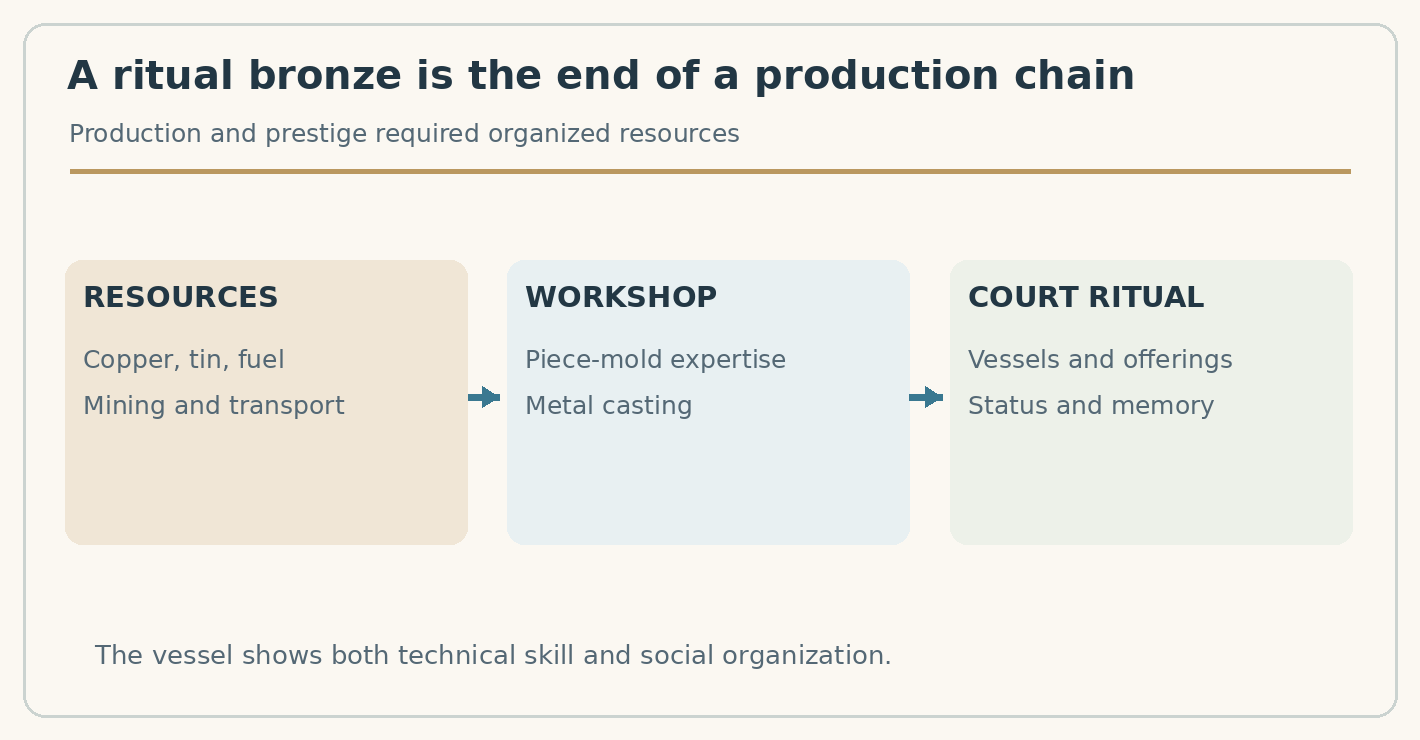 A ritual bronze is the end of a production chain
Production and prestige required organized resources
RESOURCES
Copper, tin, fuel
Mining and transport
WORKSHOP
Piece-mold expertise
Metal casting
COURT RITUAL
Vessels and offerings
Status and memory
The vessel shows both technical skill and social organization.